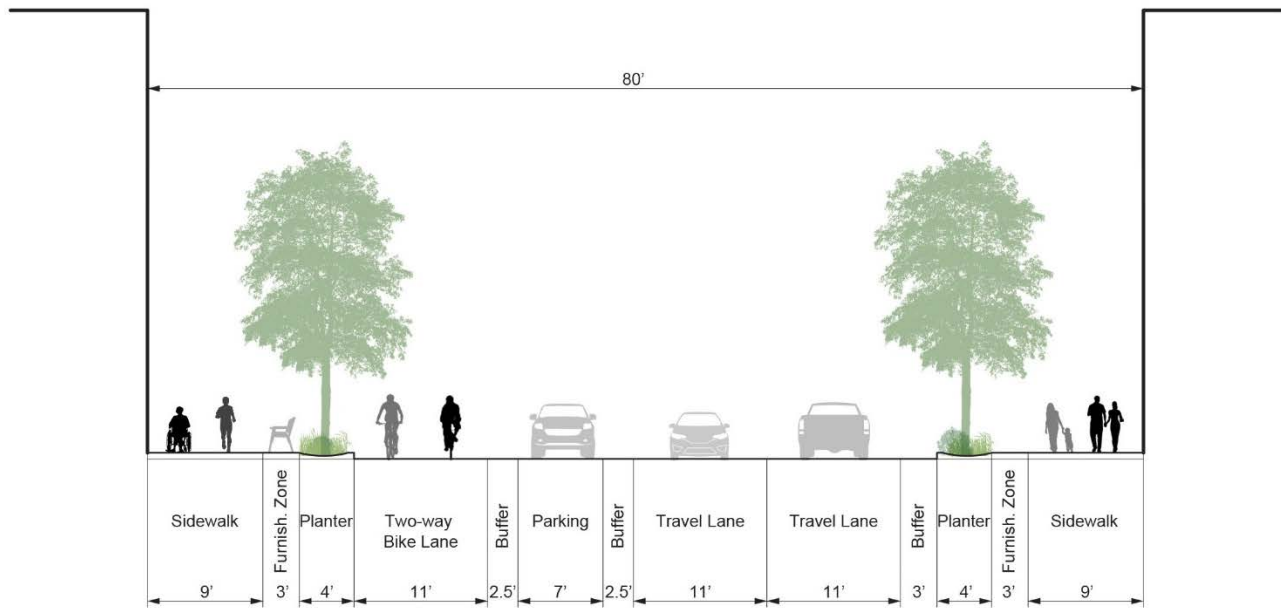 80’
Sidewalk
Furnish. Zone
Planter
Two-way
Bike Lane
Buffer
Parking
Buffer
Travel Lane
Travel Lane
Buffer
Planter
Furnish. Zone
Sidewalk
9’
3’
4’
11’
2.5’
7’
2.5’
11’
11’
3’
4’
3’
9’